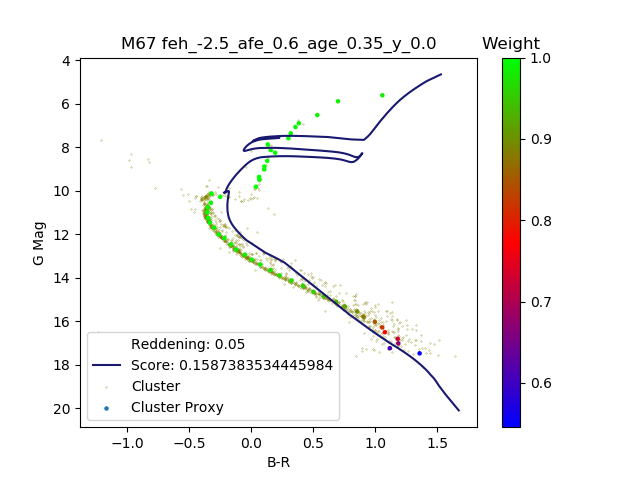 M67 feh_-2.5_afe_0.6_age_0.35_y_0.0
Weight
4
6
8
10
12
14
16
18
20
G Mag
−1.0
−0.5
0.0
0.5
1.0
1.5
B-R
Reddening: 0.05
Score: 0.1587383534445984
Cluster
Cluster Proxy
1.0
0.9
0.8
0.7
0.6